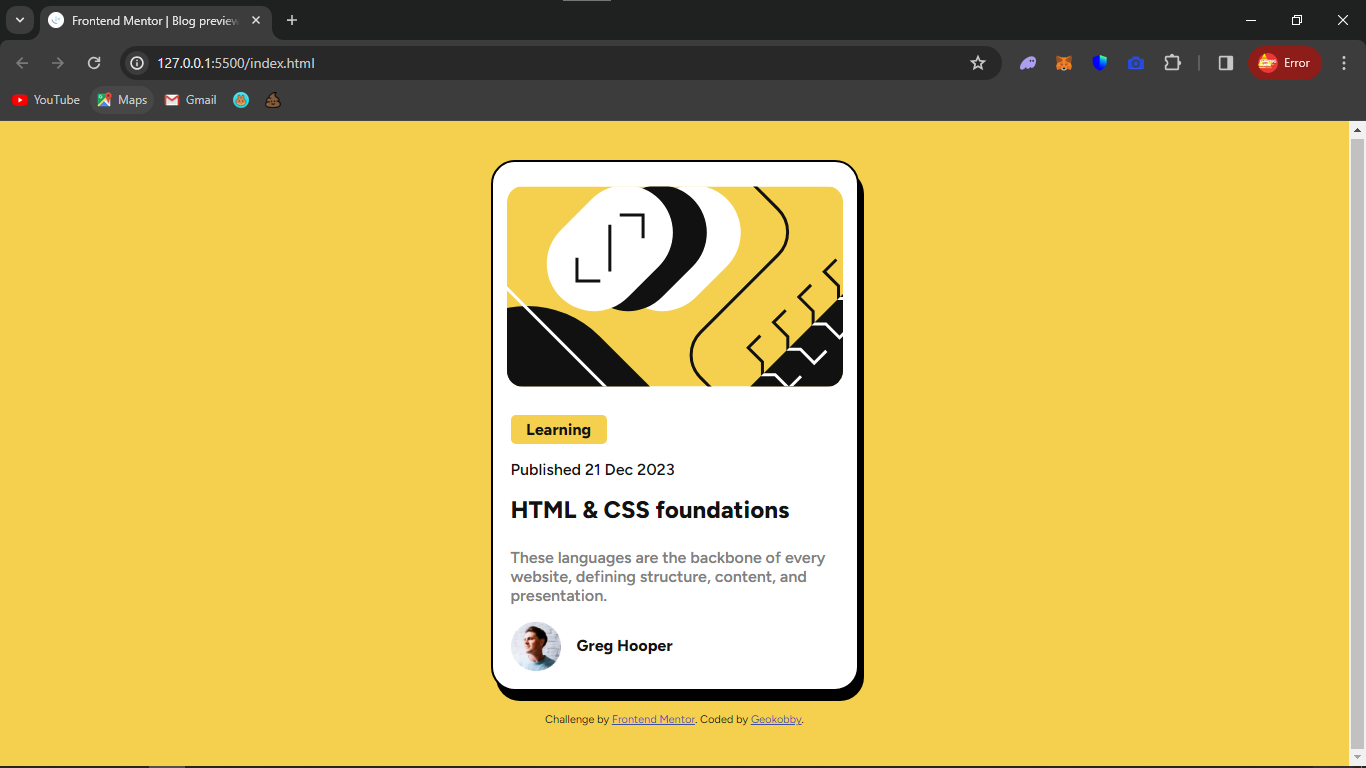 Frontend Mentor | Blog preview
127.0.0.1:5500/index.html
Error
YouTube
Maps
Gmail
Learning
Published 21 Dec 2023
HTML & CSS foundations
These languages are the backbone of every
website, defining structure, content, and
presentation.
Greg Hooper
Challenge by Frontend Mentor. Coded by Geokobby.